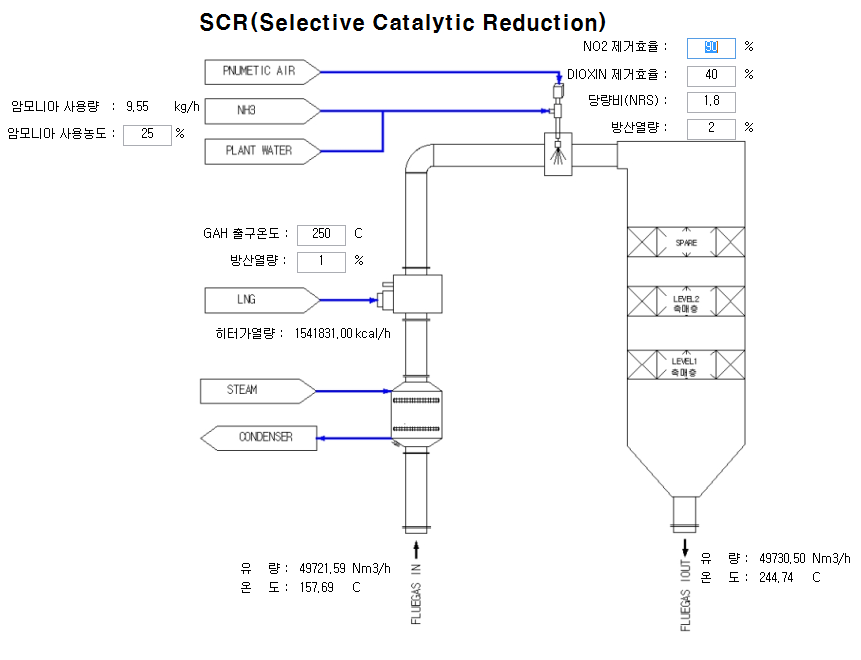 SCR(Selective Catalytic Reduction)
NO2 제거효율 : 90 %
PNUMETIC AIR
DIOXIN 제거효율 : 40 %
암모니아 사용량 : 9,55 kg/h
NH3
당량비(NRS) : 1,8
암모니아 사용농도 : 25 %
방산열량 : 2 %
PLANT WATER
GAH 출구온도 : 250 C
SPARE
방산열량 : 1 %
LNG
LEVEL2
촉매층
히터가열량 : 1541831,00 kcal/h
LEVEL1
촉매층
STEAM
CONDENSER
유 량 : 49721,59 Nm3/h
온 도 : 157,69 C
FLUEGAS IN
유 량 : 49730,50 Nm3/h
온 도 : 244,74 C
FLUEGAS IOUT